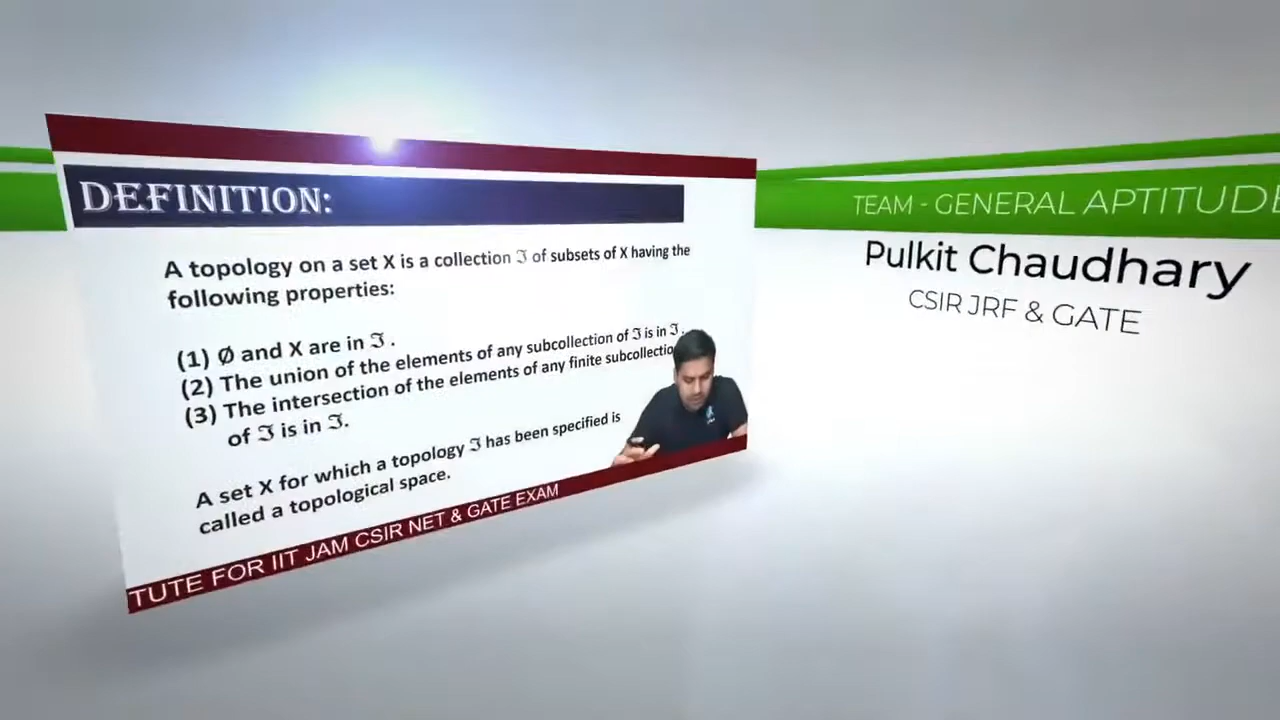 DEFINITION:
A topology on a set X is a collection ℑ of subsets of X having the
following properties:
(1) Ø and X are in ℑ .
(2) The union of the elements of any subcollection of ℑ is in ℑ .
(3) The intersection of the elements of any finite subcollectio
of ℑ is in ℑ.
A set X for which a topology ℑ has been specified is
called a topological space.
TUTE FOR IIT JAM CSIR NET & GATE EXAM
TEAM - GENERAL APTITUDE
Pulkit Chaudhary
CSIR JRF & GATE